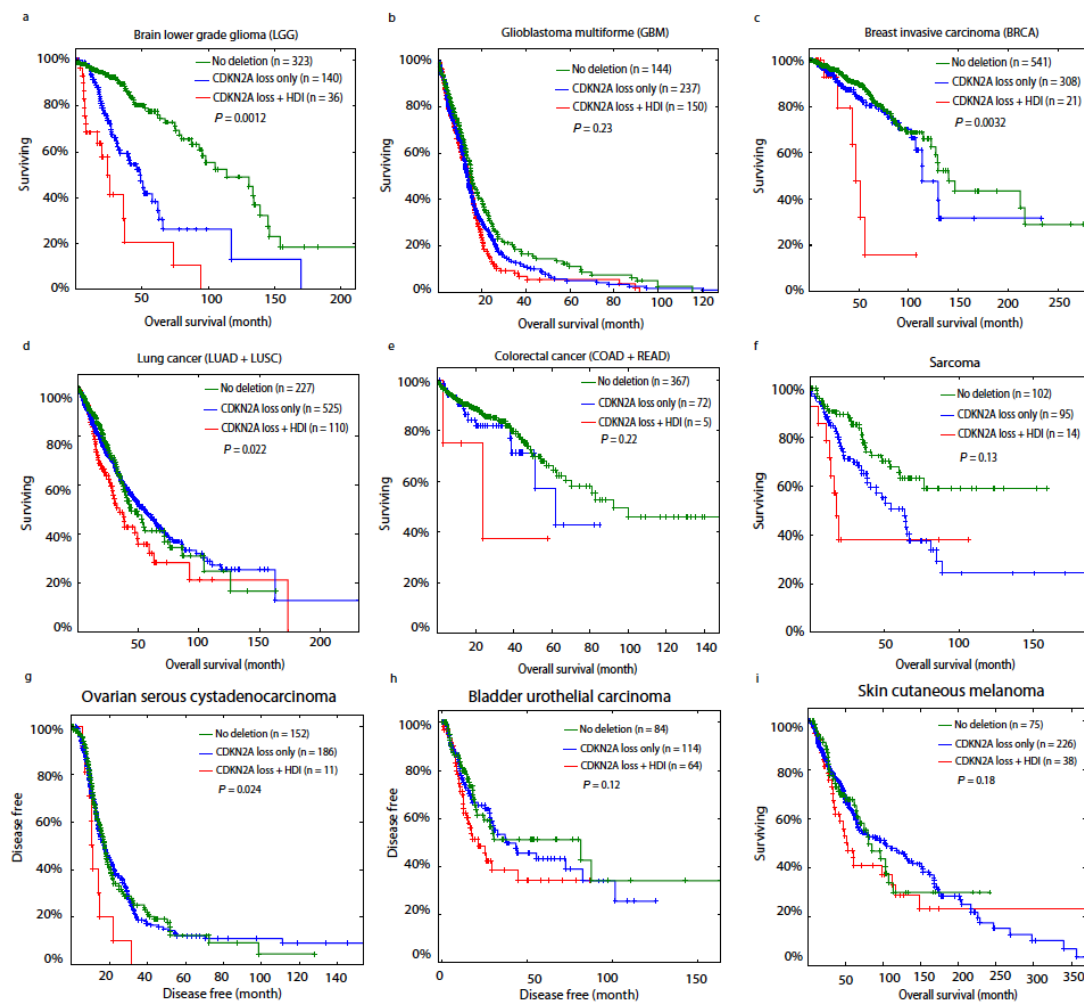 a
Brain lower grade glioma (LGG)
No deletion (n = 323)
CDKN2A loss only (n = 140)
CDKN2A loss + HDI (n = 36)
P = 0.0012
100%
80%
60%
40%
20%
0%
Surviving
50
100
150
200
Overall survival (month)
b
Glioblastoma multiforme (GBM)
No deletion (n = 144)
CDKN2A loss only (n = 237)
CDKN2A loss + HDI (n = 150)
P = 0.23
100%
80%
60%
40%
20%
0%
Surviving
20
40
60
80
100
120
Overall survival (month)
c
Breast invasive carcinoma (BRCA)
No deletion (n = 541)
CDKN2A loss only (n = 308)
CDKN2A loss + HDI (n = 21)
P = 0.0032
100%
80%
60%
40%
20%
0%
Surviving
50
100
150
200
250
Overall survival (month)
d
Lung cancer (LUAD + LUSC)
No deletion (n = 227)
CDKN2A loss only (n = 525)
CDKN2A loss + HDI (n = 110)
P = 0.022
100%
80%
60%
40%
20%
0%
Surviving
50
100
150
200
Overall survival (month)
e
Colorectal cancer (COAD + READ)
No deletion (n = 367)
CDKN2A loss only (n = 72)
CDKN2A loss + HDI (n = 5)
P = 0.22
100%
80%
60%
40%
20%
0%
Surviving
20
40
60
80
100
120
140
Overall survival (month)
f
Sarcoma
No deletion (n = 102)
CDKN2A loss only (n = 95)
CDKN2A loss + HDI (n = 14)
P = 0.13
100%
80%
60%
40%
20%
0%
Surviving
50
100
150
Overall survival (month)
g
Ovarian serous cystadenocarcinoma
No deletion (n = 152)
CDKN2A loss only (n = 186)
CDKN2A loss + HDI (n = 11)
P = 0.024
100%
80%
60%
40%
20%
0%
Disease free
20
40
60
80
100
120
140
Disease free (month)
h
Bladder urothelial carcinoma
No deletion (n = 84)
CDKN2A loss only (n = 114)
CDKN2A loss + HDI (n = 64)
P = 0.12
100%
80%
60%
40%
20%
0%
Disease free
0
50
100
150
Disease free (month)
i
Skin cutaneous melanoma
No deletion (n = 75)
CDKN2A loss only (n = 226)
CDKN2A loss + HDI (n = 38)
P = 0.18
100%
80%
60%
40%
20%
0%
Surviving
50
100
150
200
250
300
350
Overall survival (month)